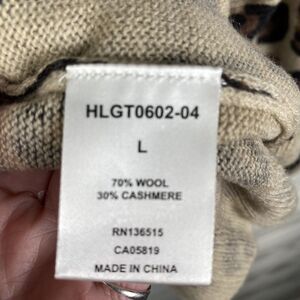 HLGT0602-04
L
70% WOOL
30% CASHMERE
RN136515
CA05819
MADE IN CHINA